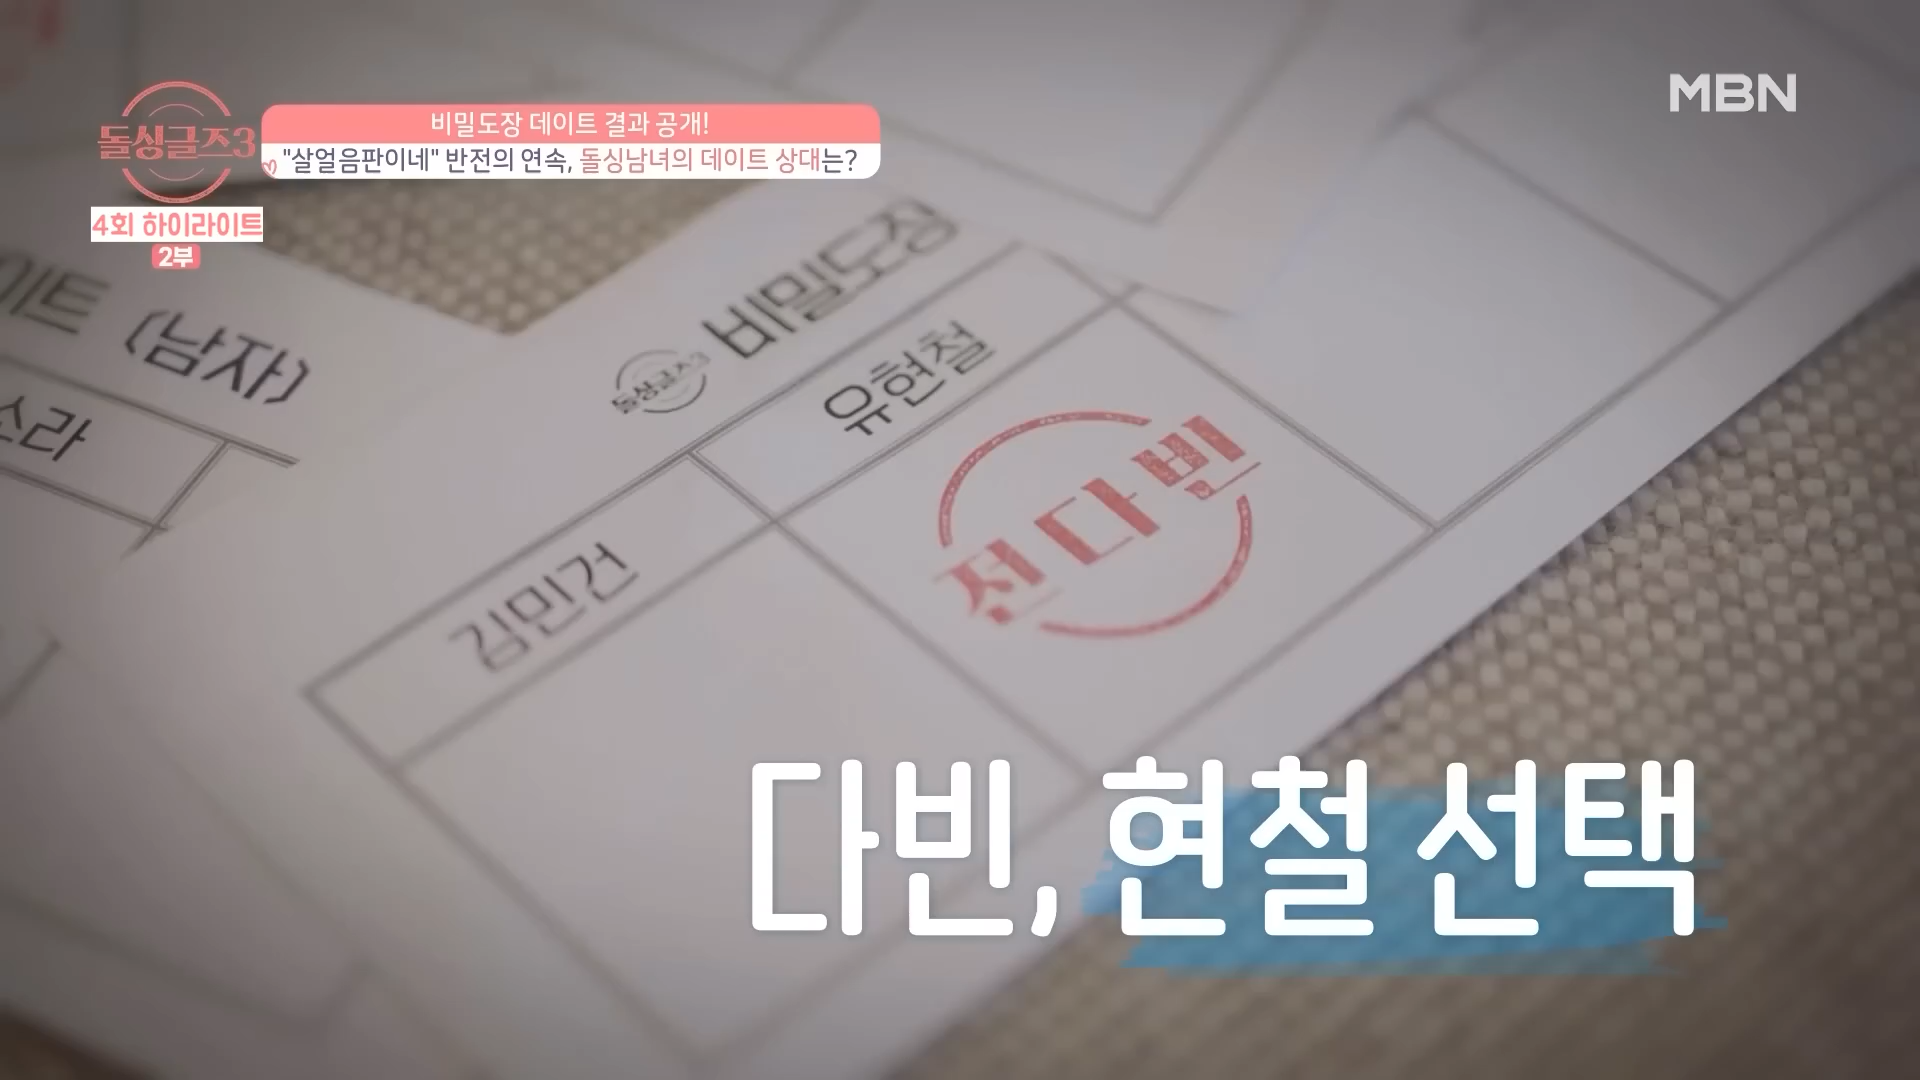 MBN
돌싱글즈3
비밀도장 데이트 결과 공개!
"살얼음판이네" 반전의 연속, 돌싱남녀의 데이트 상대는?
4회 하이라이트
2부
이트 (남자)
소라
돌싱글즈3 비밀도장
김민건
유현철
전다빈
다빈, 현철 선택